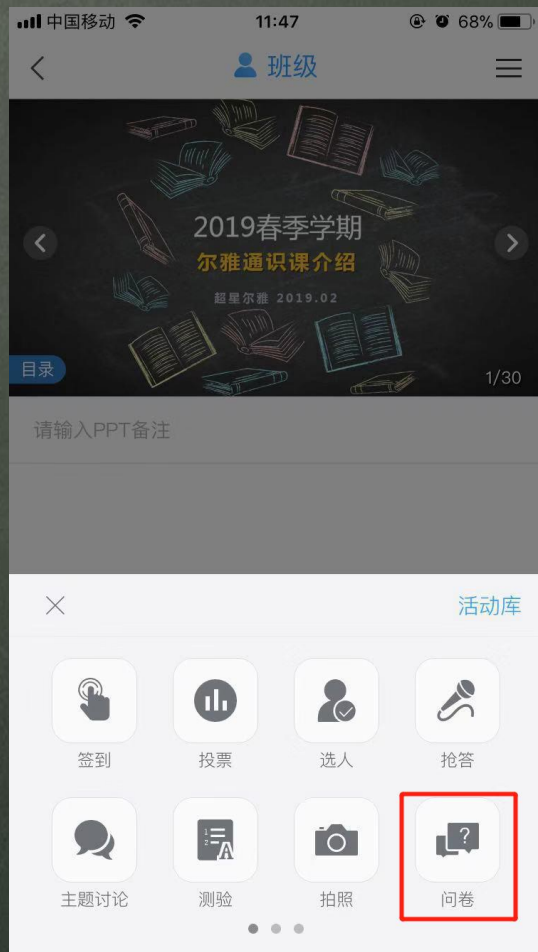 中国移动 11:47 68%
班级
2019春季学期
尔雅通识课介绍
超星尔雅 2019.02
目录
1/30
请输入PPT备注
活动库
签到 投票 选人 抢答
主题讨论 测验 拍照 问卷